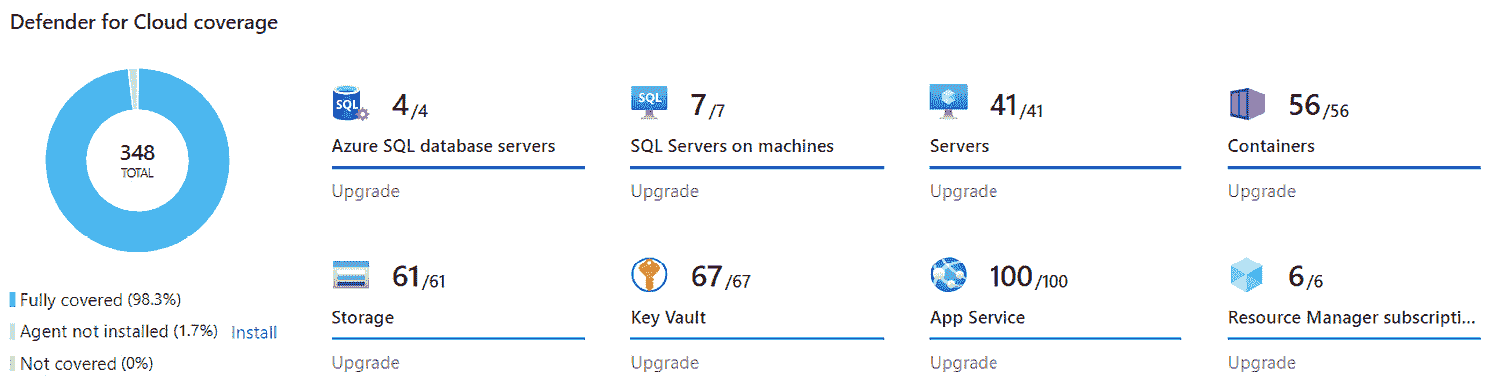 Defender for Cloud coverage
348
TOTAL
Fully covered (98.3%)
Agent not installed (1.7%) Install
Not covered (0%)
SQL 4/4
Azure SQL database servers
Upgrade
SQL 7/7
SQL Servers on machines
Upgrade
41/41
Servers
Upgrade
56/56
Containers
Upgrade
61/61
Storage
Upgrade
67/67
Key Vault
Upgrade
100/100
App Service
Upgrade
6/6
Resource Manager subscripti...
Upgrade